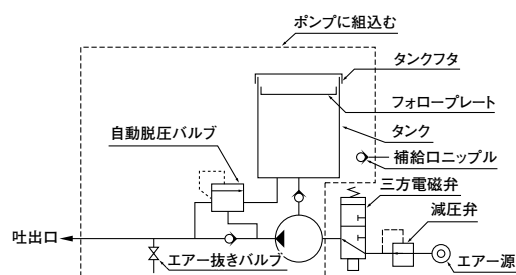 ポンプに組込む
タンクフタ
フォロープレート
自動脱圧バルブ
タンク
補給口ニップル
三方電磁弁
減圧弁
吐出口
エアー抜きバルブ
エアー源